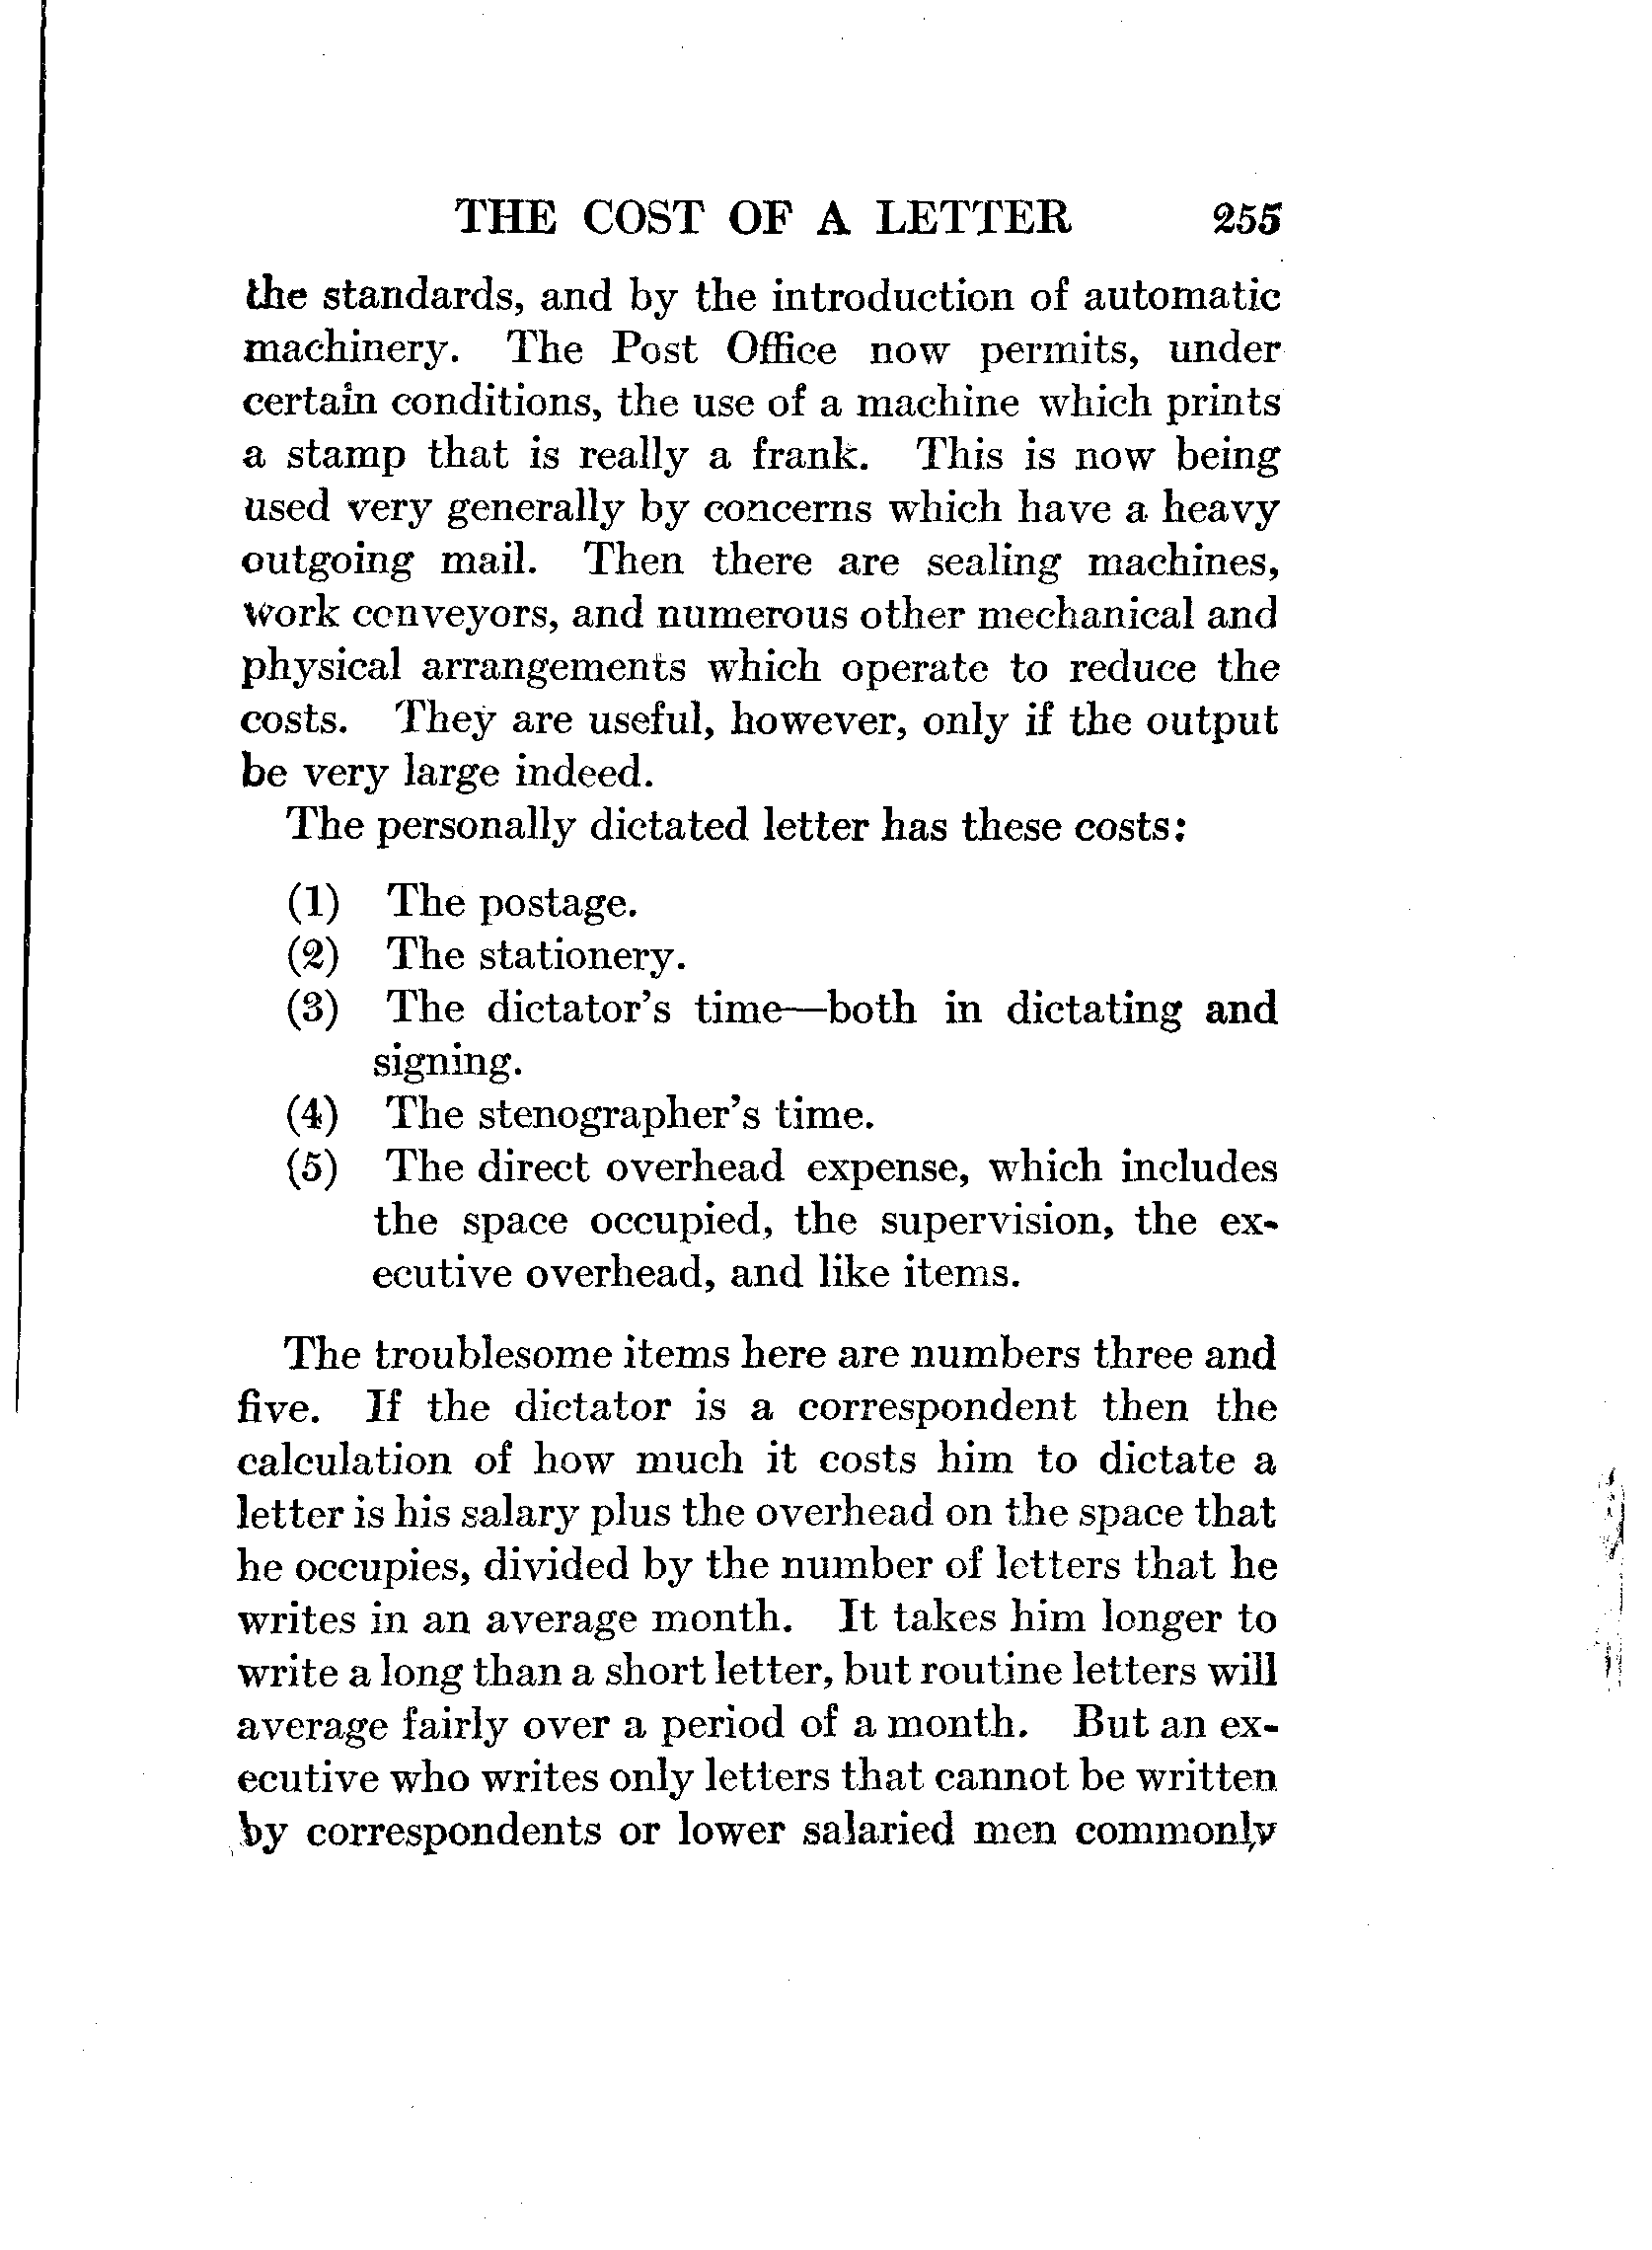 THE COST OF A LETTER 255
the standards, and by the introduction of automatic
machinery. The Post Office now permits, under
certain conditions, the use of a machine which prints
a stamp that is really a frank. This is now being
used very generally by concerns which have a heavy
outgoing mail. Then there are sealing machines,
work conveyors, and numerous other mechanical and
physical arrangements which operate to reduce the
costs. They are useful, however, only if the output
be very large indeed.
The personally dictated letter has these costs:
(1) The postage.
(2) The stationery.
(3) The dictator's time—both in dictating and
signing.
(4) The stenographer's time.
(5) The direct overhead expense, which includes
the space occupied, the supervision, the ex-
ecutive overhead, and like items.
The troublesome items here are numbers three and
five. If the dictator is a correspondent then the
calculation of how much it costs him to dictate a
letter is his salary plus the overhead on the space that
he occupies, divided by the number of letters that he
writes in an average month. It takes him longer to
write a long than a short letter, but routine letters will
average fairly over a period of a month. But an ex-
ecutive who writes only letters that cannot be written
by correspondents or lower salaried men commonly